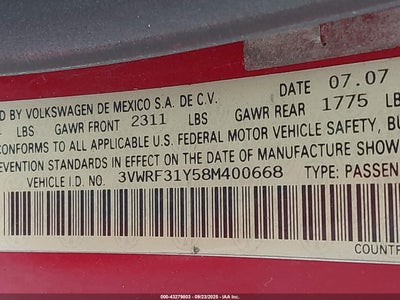 D BY VOLKSWAGEN DE MEXICO S.A. DE C.V.
DATE 07.07
LBS GAWR FRONT 2311 LBS GAWR REAR 1775 LB
CONFORMS TO ALL APPLICABLE U.S. FEDERAL MOTOR VEHICLE SAFETY, BU
EVENTION STANDARDS IN EFFECT ON THE DATE OF MANUFACTURE SHOW
VEHICLE I.D. NO. 3VWRF31Y58M400668 TYPE: PASSEN
COUNTR
000-43279803 - 09/23/2025 - IAA Inc.